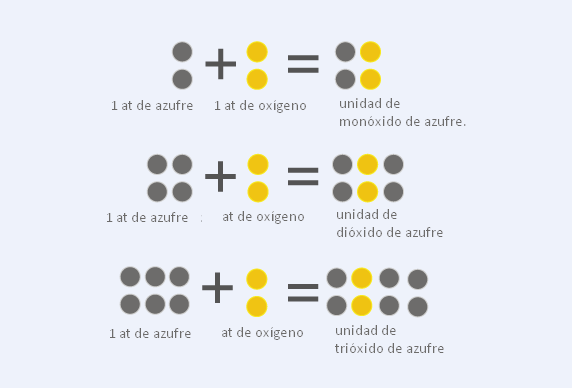 1 at de azufre
1 at de oxígeno
unidad de
monóxido de azufre.
1 at de azufre .
at de oxígeno
unidad de
dióxido de azufre
1 at de azufre
at de oxígeno
unidad de
trióxido de azufre